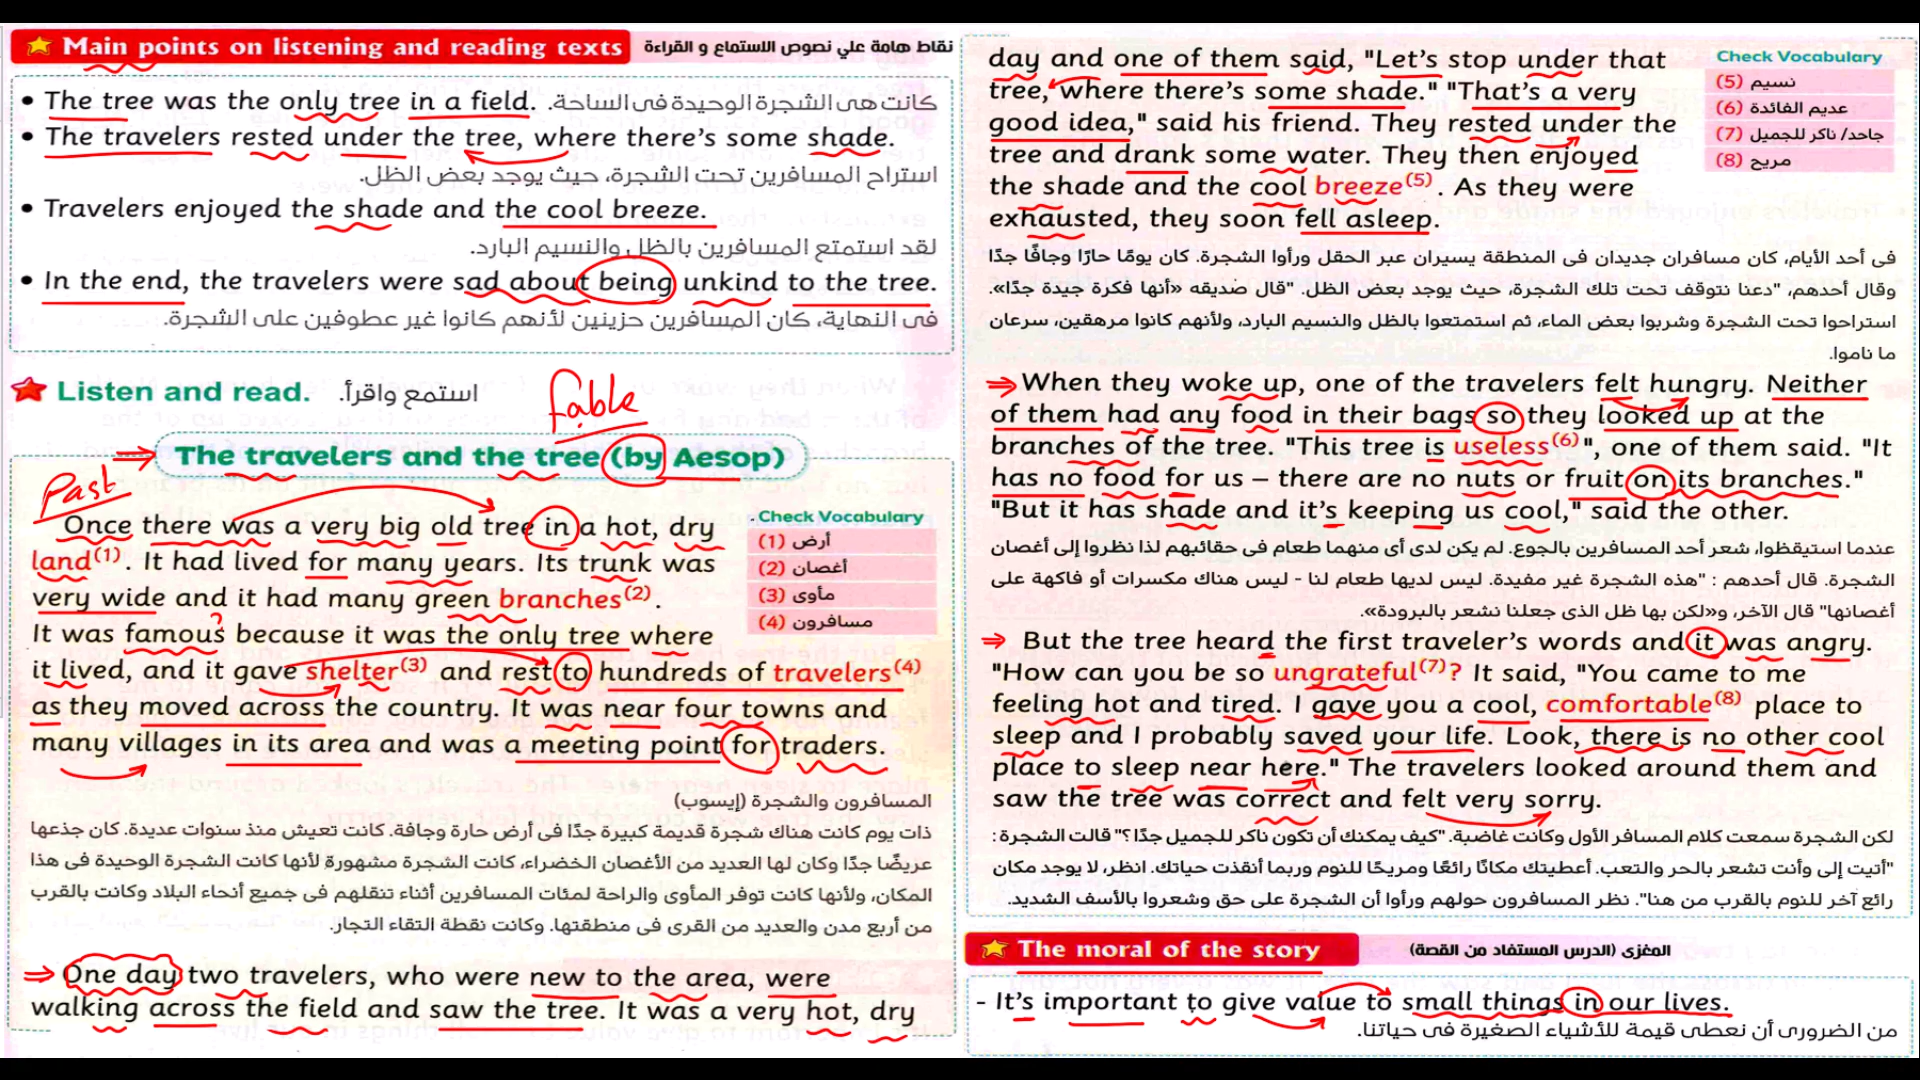 Main points on listening and reading texts نقاط هامة علي نصوص الاستماع و القراءة
• The tree was the only tree in a field. كانت هى الشجرة الوحيدة فى الساحة.
• The travelers rested under the tree, where there's some shade.
استراح المسافرين تحت الشجرة، حيث يوجد بعض الظل.
• Travelers enjoyed the shade and the cool breeze.
لقد استمتع المسافرين بالظل والنسيم البارد.
• In the end, the travelers were sad about being unkind to the tree.
فى النهاية، كان المسافرين حزينين لأنهم كانوا غير عطوفين على الشجرة.
Listen and read. استمع واقرأ.
fable
The travelers and the tree (by Aesop)
Past
Once there was a very big old tree in a hot, dry
land(1). It had lived for many years. Its trunk was
very wide and it had many green branches(2).
It was famous because it was the only tree where
it lived, and it gave shelter(3) and rest to hundreds of travelers(4)
as they moved across the country. It was near four towns and
many villages in its area and was a meeting point for traders.
Check Vocabulary
(1) أرض
(2) أغصان
(3) مأوى
(4) مسافرون
المسافرون والشجرة (إيسوب)
ذات يوم كانت هناك شجرة قديمة كبيرة جدًا فى أرض حارة وجافة. كانت تعيش منذ سنوات عديدة. كان جذعها
عريضًا جدًا وكان لها العديد من الأغصان الخضراء، كانت الشجرة مشهورة لأنها كانت الشجرة الوحيدة فى هذا
المكان، ولأنها كانت توفر المأوى والراحة لمئات المسافرين أثناء تنقلهم فى جميع أنحاء البلاد وكانت بالقرب
من أربع مدن والعديد من القرى فى منطقتها. وكانت نقطة التقاء التجار.
One day two travelers, who were new to the area, were
walking across the field and saw the tree. It was a very hot, dry
day and one of them said, "Let's stop under that
tree, where there's some shade." "That's a very
good idea," said his friend. They rested under the
tree and drank some water. They then enjoyed
the shade and the cool breeze(5). As they were
exhausted, they soon fell asleep.
Check Vocabulary
(5) نسيم
(6) عديم الفائدة
(7) جاحد/ ناكر للجميل
(8) مريح
فى أحد الأيام، كان مسافران جديدان فى المنطقة يسيران عبر الحقل ورأوا الشجرة. كان يومًا حارًا وجافًا جدًا
وقال أحدهم، "دعنا نتوقف تحت تلك الشجرة، حيث يوجد بعض الظل. "قال صديقه «أنها فكرة جيدة جدًا».
استراحوا تحت الشجرة وشربوا بعض الماء، ثم استمتعوا بالظل والنسيم البارد، ولأنهم كانوا مرهقين، سرعان
ما ناموا.
When they woke up, one of the travelers felt hungry. Neither
of them had any food in their bags so they looked up at the
branches of the tree. "This tree is useless(6)", one of them said. "It
has no food for us – there are no nuts or fruit on its branches."
"But it has shade and it's keeping us cool," said the other.
عندما استيقظوا، شعر أحد المسافرين بالجوع. لم يكن لدى أى منهما طعام فى حقائبهم لذا نظروا إلى أغصان
الشجرة. قال أحدهم : "هذه الشجرة غير مفيدة. ليس لديها طعام لنا - ليس هناك مكسرات أو فاكهة على
أغصانها" قال الآخر، و«لكن بها ظل الذى جعلنا نشعر بالبرودة».
But the tree heard the first traveler's words and it was angry.
"How can you be so ungrateful(7)? It said, "You came to me
feeling hot and tired. I gave you a cool, comfortable(8) place to
sleep and I probably saved your life. Look, there is no other cool
place to sleep near here." The travelers looked around them and
saw the tree was correct and felt very sorry.
لكن الشجرة سمعت كلام المسافر الأول وكانت غاضبة. "كيف يمكنك أن تكون ناكر للجميل جدًا؟" قالت الشجرة :
"أتيت إلى وأنت تشعر بالحر والتعب. أعطيتك مكانًا رائعًا ومريحًا للنوم وربما أنقذت حياتك. انظر، لا يوجد مكان
رائع آخر للنوم بالقرب من هنا". نظر المسافرون حولهم ورأوا أن الشجرة على حق وشعروا بالأسف الشديد.
The moral of the story المغزى (الدرس المستفاد من القصة)
- It's important to give value to small things in our lives.
من الضرورى أن نعطى قيمة للأشياء الصغيرة فى حياتنا.